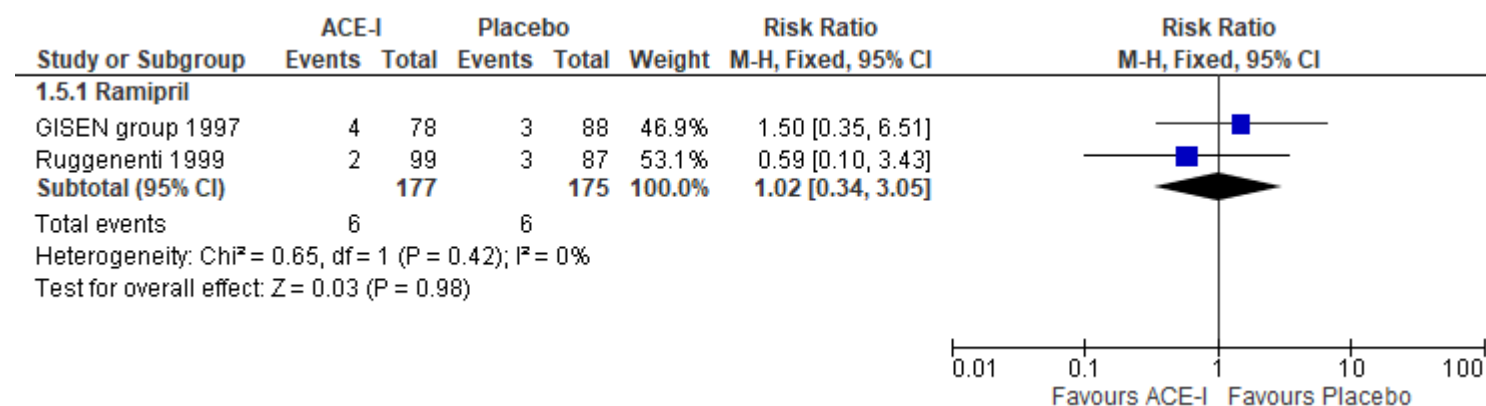 ACE-I Placebo Risk Ratio Risk Ratio
Study or Subgroup Events Total Events Total Weight M-H, Fixed, 95% CI M-H, Fixed, 95% CI
1.5.1 Ramipril
GISEN group 1997 4 78 3 88 46.9% 1.50 [0.35, 6.51]
Ruggenenti 1999 2 99 3 87 53.1% 0.59 [0.10, 3.43]
Subtotal (95% CI) 177 175 100.0% 1.02 [0.34, 3.05]
Total events 6 6
Heterogeneity: Chi² = 0.65, df = 1 (P = 0.42); I² = 0%
Test for overall effect: Z = 0.03 (P = 0.98)
0.01 0.1 1 10 100
Favours ACE-I Favours Placebo